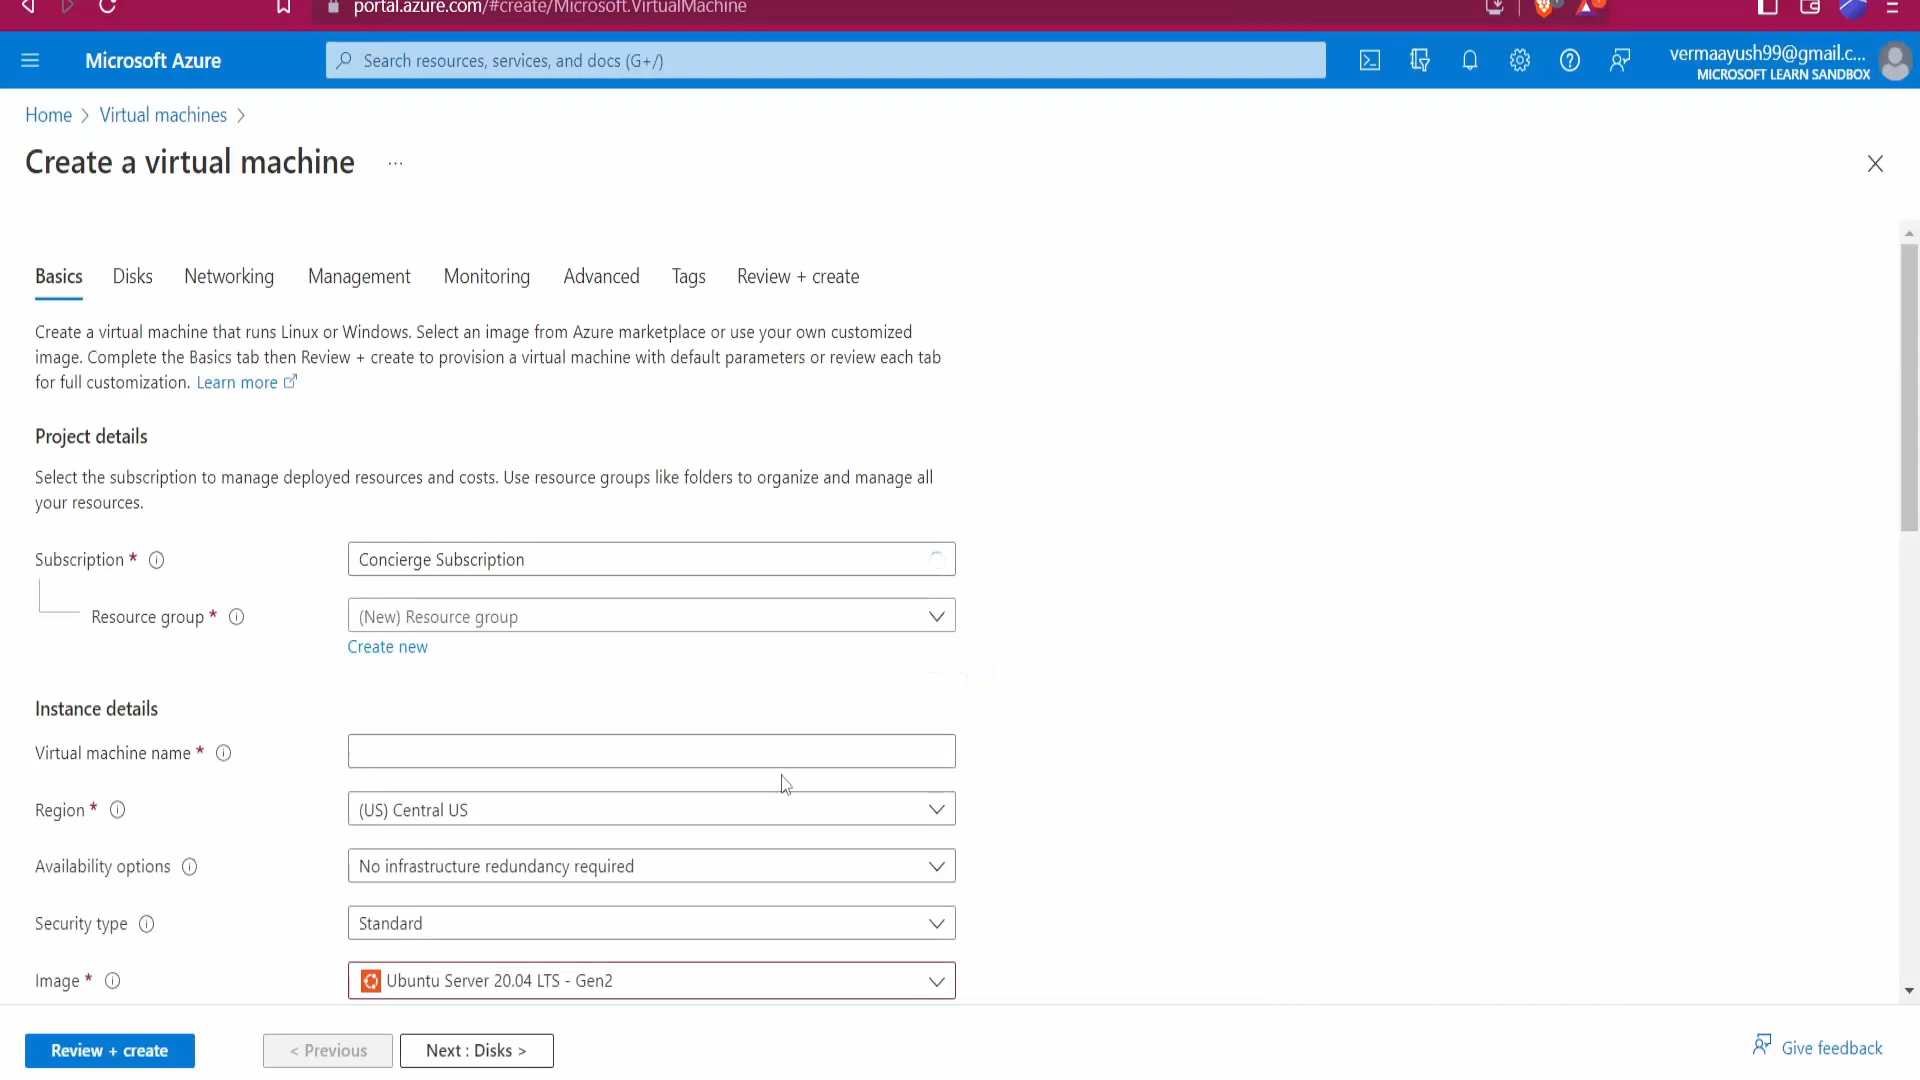 portal.azure.com/#create/Microsoft.VirtualMachine
Microsoft Azure
Search resources, services, and docs (G+/)
vermaayush99@gmail.c...
MICROSOFT LEARN SANDBOX
Home > Virtual machines >
Create a virtual machine ...
Basics Disks Networking Management Monitoring Advanced Tags Review + create
Create a virtual machine that runs Linux or Windows. Select an image from Azure marketplace or use your own customized
image. Complete the Basics tab then Review + create to provision a virtual machine with default parameters or review each tab
for full customization. Learn more
Project details
Select the subscription to manage deployed resources and costs. Use resource groups like folders to organize and manage all
your resources.
Subscription * Concierge Subscription
Resource group * (New) Resource group
Create new
Instance details
Virtual machine name *
Region * (US) Central US
Availability options No infrastructure redundancy required
Security type Standard
Image * Ubuntu Server 20.04 LTS - Gen2
Review + create < Previous Next : Disks > Give feedback